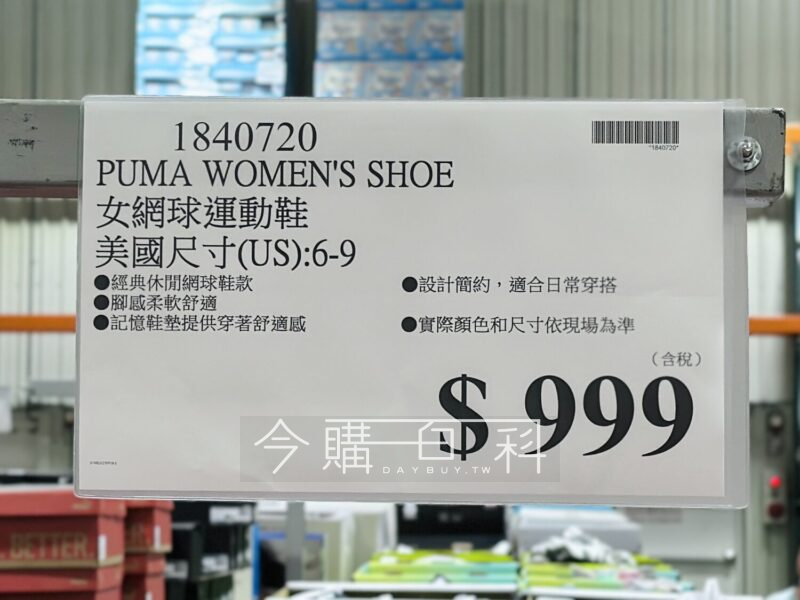 1840720
*1840720*
PUMA WOMEN'S SHOE
女網球運動鞋
美國尺寸(US):6-9
●經典休閒網球鞋款
●腳感柔軟舒適
●記憶鞋墊提供穿著舒適感
●設計簡約，適合日常穿搭
●實際顏色和尺寸依現場為準
（含稅）
$ 999
今購百科
DAYBUY.TW
BETTER.